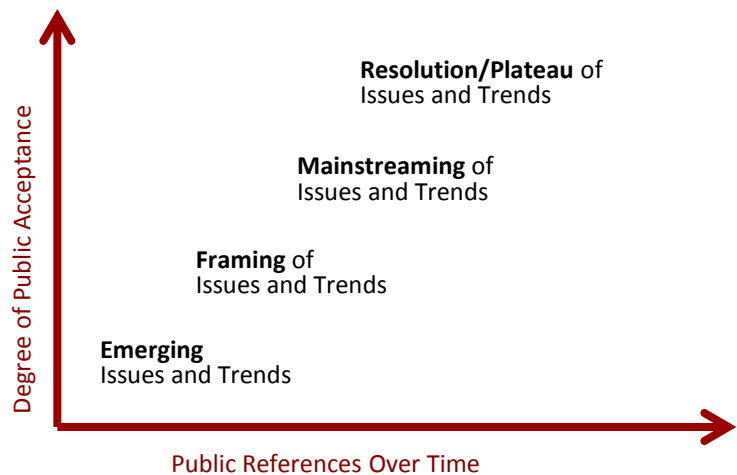 Resolution/Plateau of
Issues and Trends
Mainstreaming of
Issues and Trends
Framing of
Issues and Trends
Emerging
Issues and Trends
Degree of Public Acceptance
Public References Over Time